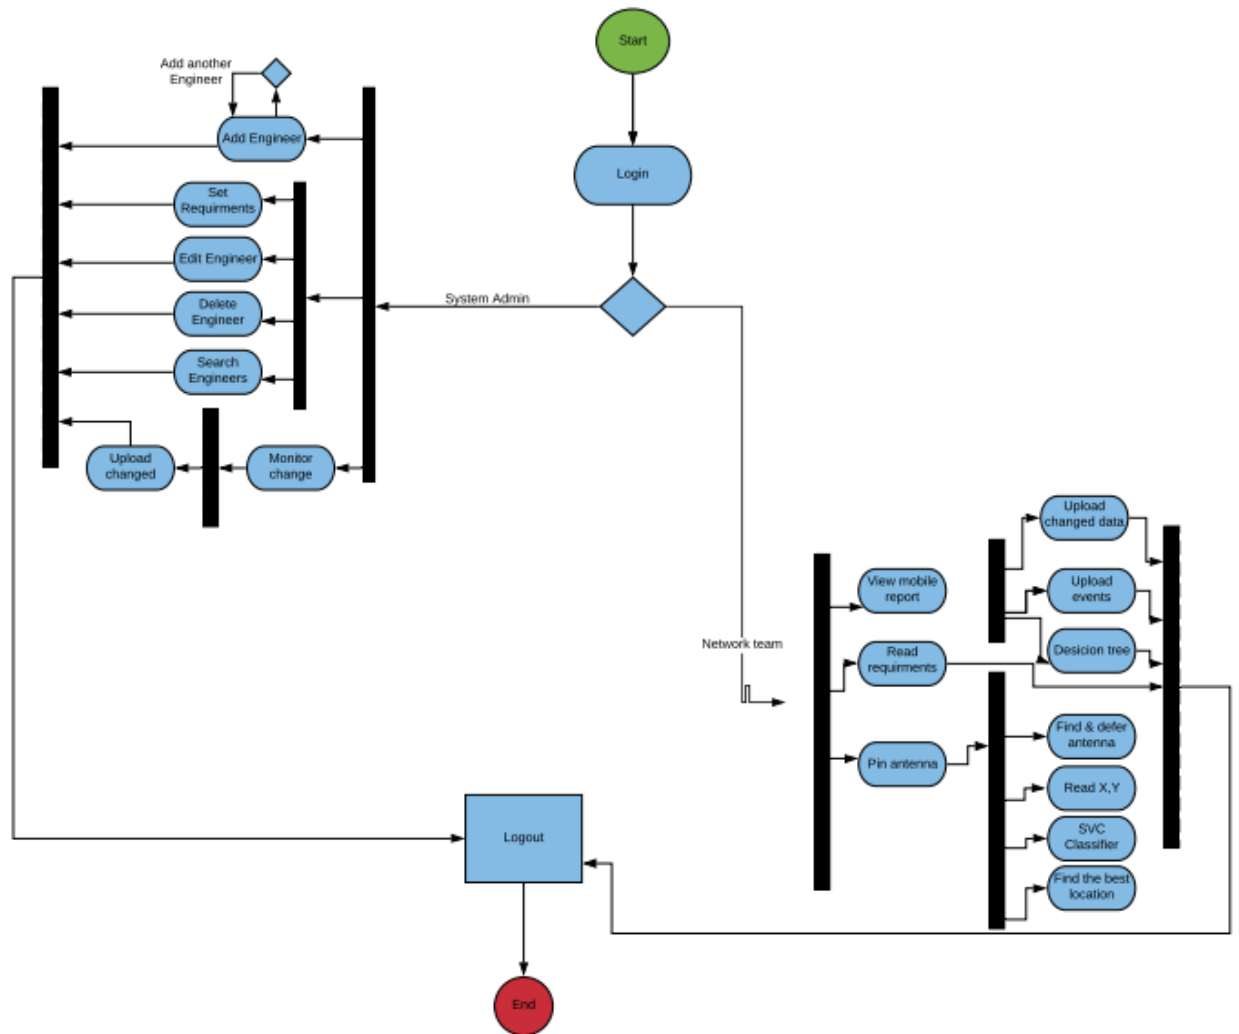 Start
Add another
Engineer
Add Engineer
Login
Set
Requirments
Edit Engineer
Delete
Engineer
Search
Engineers
System Admin
Upload
changed
Monitor
change
Upload
changed data
View mobile
report
Upload
events
Network team
Read
requirments
Desicion tree
Pin antenna
Find & defer
antenna
Read X,Y
SVC
Classifier
Find the best
location
Logout
End